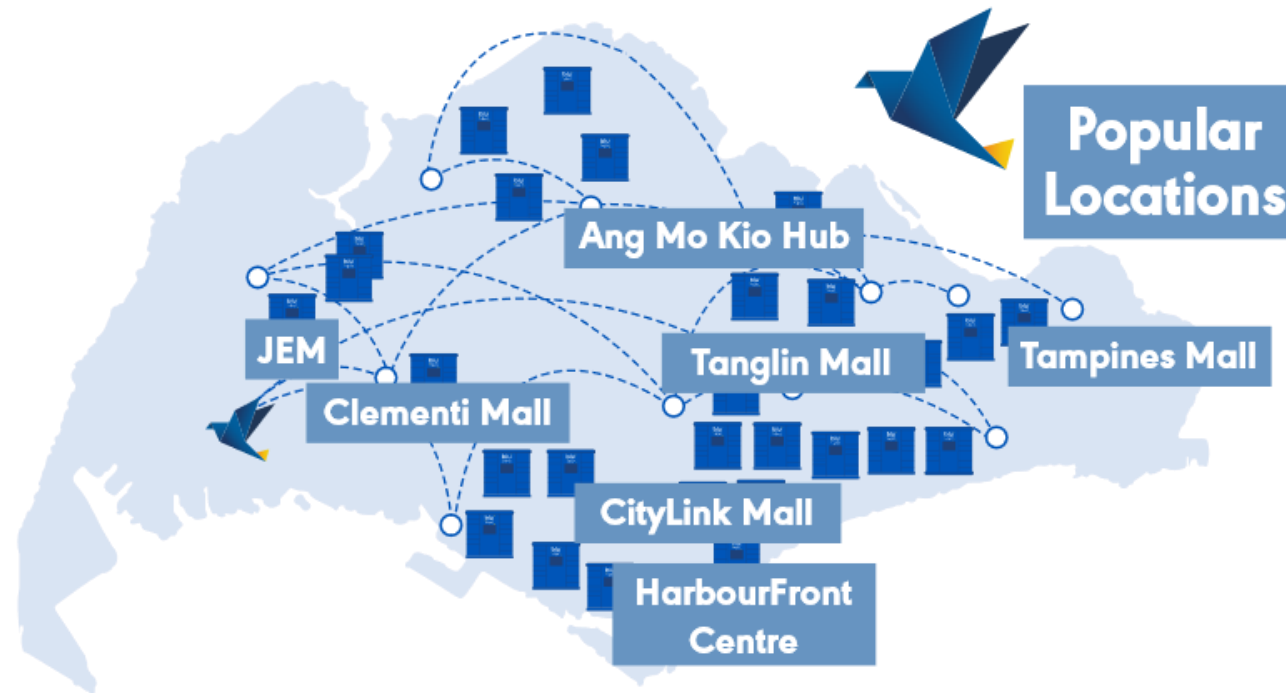 Popular
Locations
Ang Mo Kio Hub
JEM
Tanglin Mall
Tampines Mall
Clementi Mall
CityLink Mall
HarbourFront
Centre